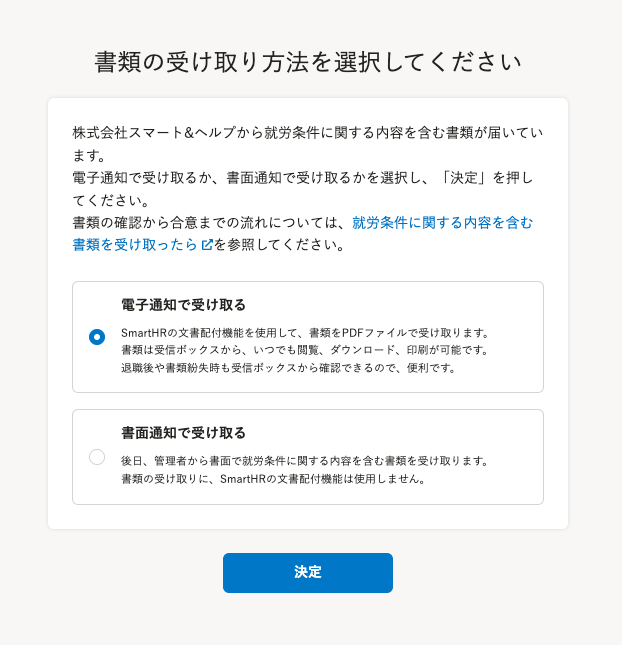 書類の受け取り方法を選択してください
株式会社スマート&ヘルプから就労条件に関する内容を含む書類が届いてい
ます。
電子通知で受け取るか、書面通知で受け取るかを選択し、「決定」を押し
てください。
書類の確認から合意までの流れについては、就労条件に関する内容を含む
書類を受け取ったらを参照してください。
電子通知で受け取る
SmartHRの文書配付機能を使用して、書類をPDFファイルで受け取ります。
書類は受信ボックスから、いつでも閲覧、ダウンロード、印刷が可能です。
退職後や書類紛失時も受信ボックスから確認できるので、便利です。
書面通知で受け取る
後日、管理者から書面で就労条件に関する内容を含む書類を受け取ります。
書類の受け取りに、SmartHRの文書配付機能は使用しません。
決定